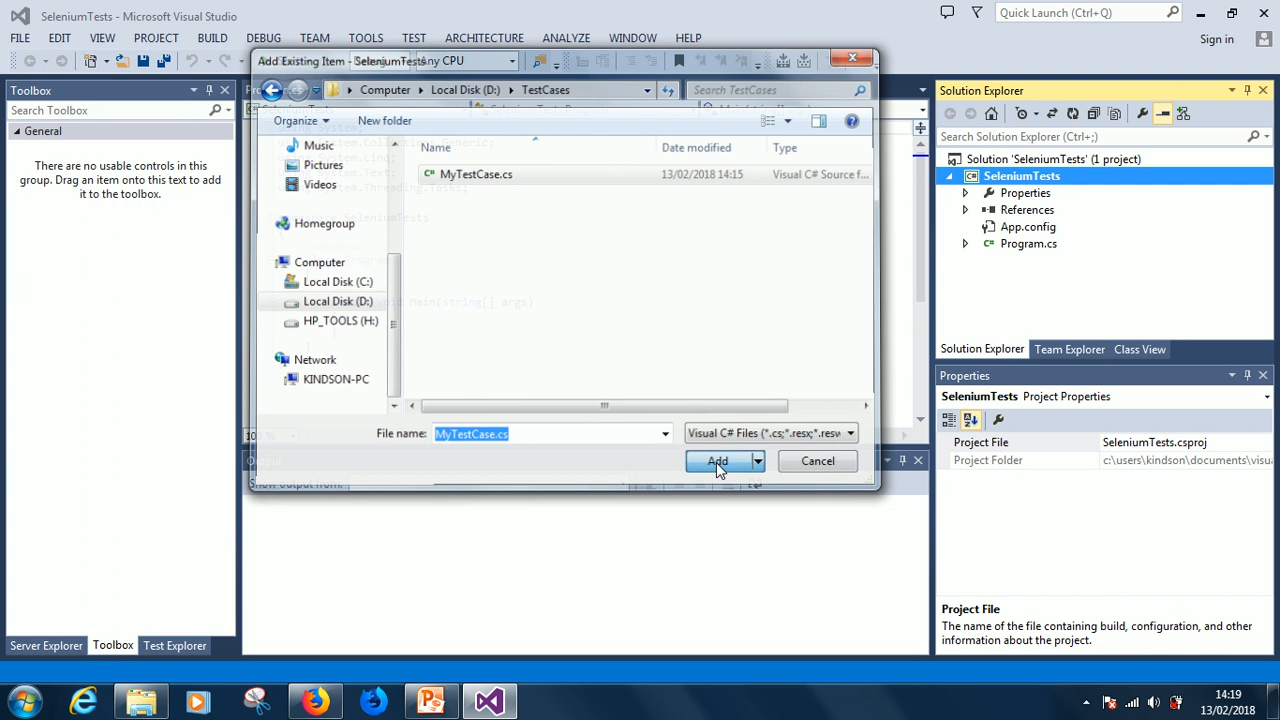 SeleniumTests - Microsoft Visual Studio
Quick Launch (Ctrl+Q)
FILE EDIT VIEW PROJECT BUILD DEBUG TEAM TOOLS TEST ARCHITECTURE ANALYZE WINDOW HELP
Sign in
Add Existing Item - SeleniumTests
Any CPU
Toolbox
Search Toolbox
General
There are no usable controls in this
group. Drag an item onto this text to add
it to the toolbox.
Computer Local Disk (D:) TestCases
Search TestCases
Organize
New folder
Music
Pictures
Videos
Homegroup
Computer
Local Disk (C:)
Local Disk (D:)
HP_TOOLS (H:)
Network
KINDSON-PC
Name Date modified Type
MyTestCase.cs 13/02/2018 14:15 Visual C# Source f...
Main(string[] args)
File name: MyTestCase.cs
Visual C# Files (*.cs;*.resx;*.resw
Add
Cancel
Solution Explorer
Search Solution Explorer (Ctrl+;)
Solution 'SeleniumTests' (1 project)
SeleniumTests
Properties
References
App.config
Program.cs
Solution Explorer Team Explorer Class View
Properties
SeleniumTests Project Properties
Project File SeleniumTests.csproj
Project Folder c:\users\kindson\documents\visua
Project File
The name of the file containing build, configuration, and other
information about the project.
Server Explorer Toolbox Test Explorer
14:19
13/02/2018